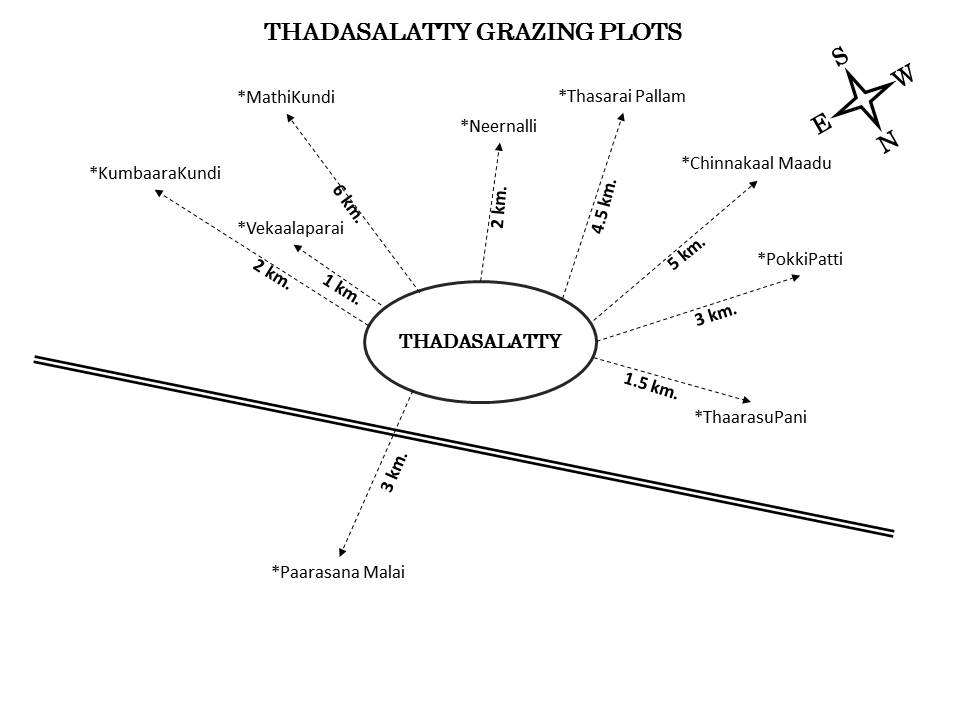 THADASALATTY GRAZING PLOTS
S
W
E
N
*MathiKundi
*Thasarai Pallam
*Neernalli
*Chinnakaal Maadu
*KumbaaraKundi
6 km.
2 km.
4.5 km.
*Vekaalaparai
5 km.
*PokkiPatti
2 km.
1 km.
3 km.
THADASALATTY
1.5 km.
*ThaarasuPani
3 km.
*Paarasana Malai